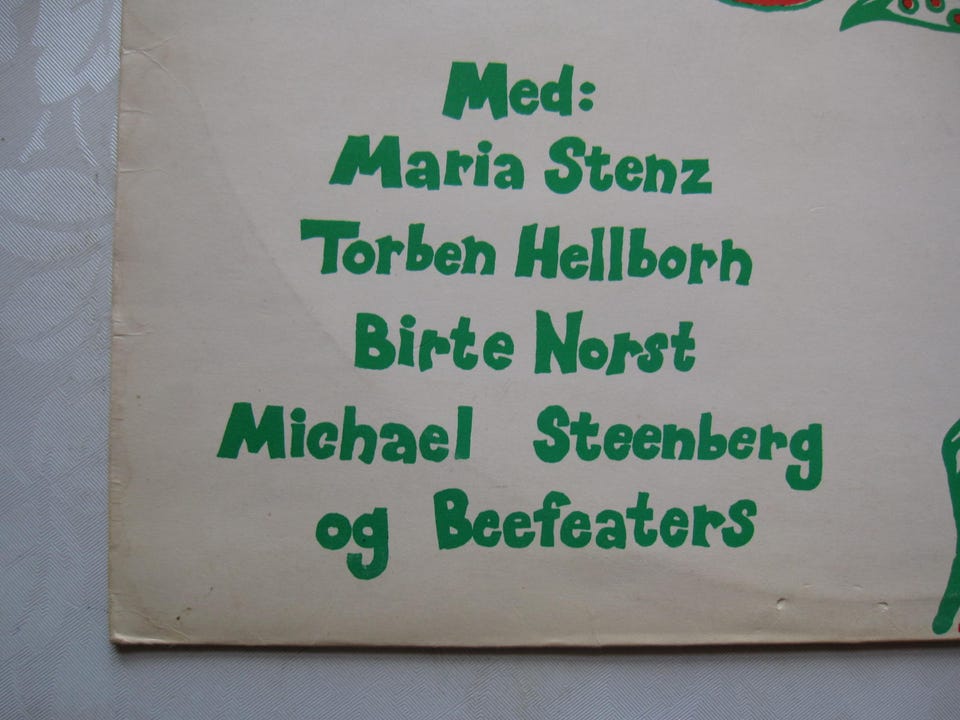 Med:
Maria Stenz
Torben Hellborn
Birte Norst
Michael Steenberg
og Beefeaters